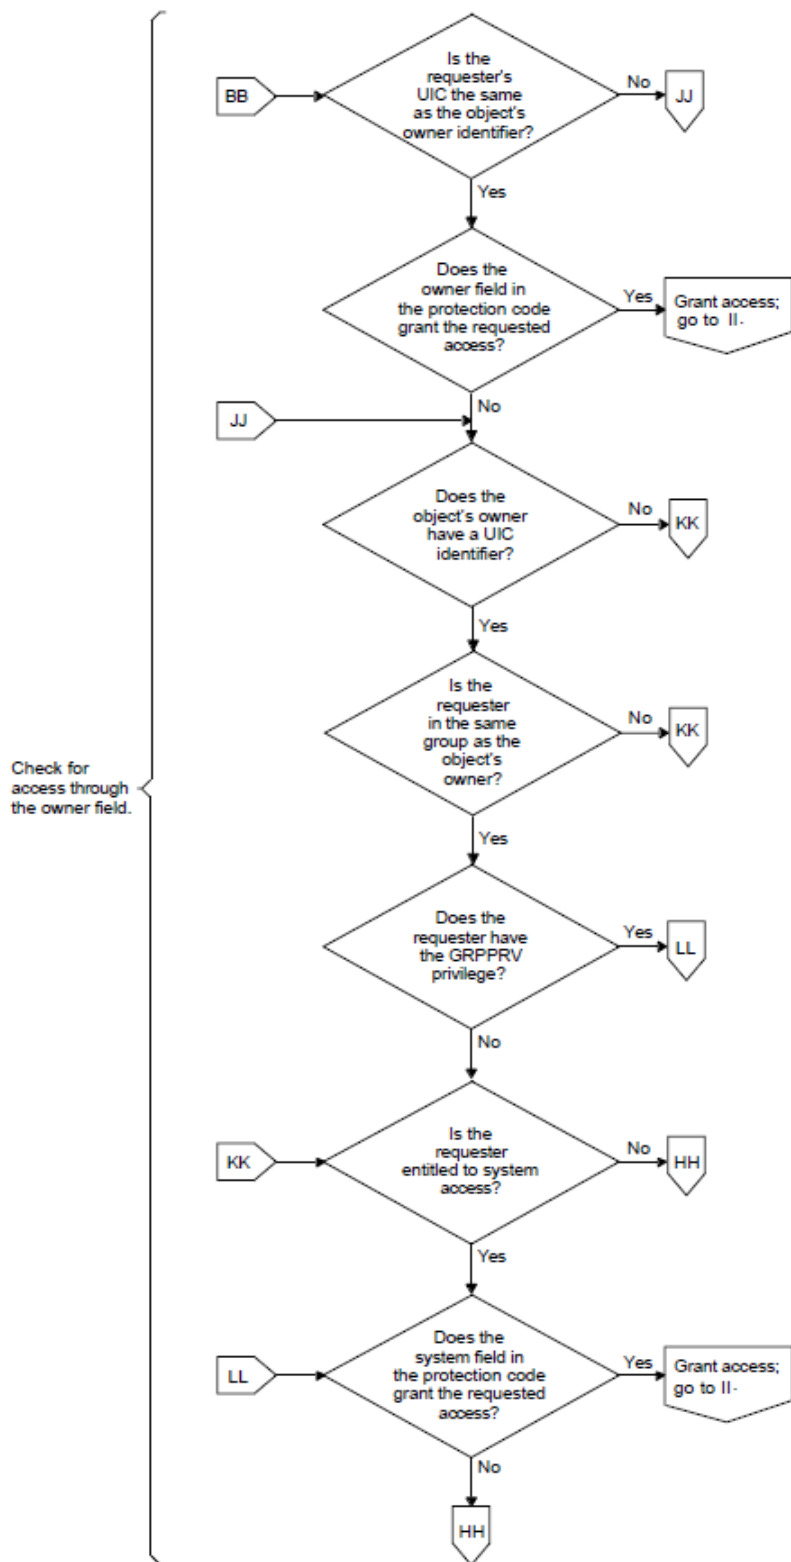 Is the
requester's
UIC the same
as the object's
owner identifier?
BB
No
JJ
Yes
Does the
owner field in
the protection code
grant the requested
access?
Yes
Grant access;
go to II.
No
JJ
Does the
object's owner
have a UIC
identifier?
No
KK
Yes
Is the
requester
in the same
group as the
object's
owner?
No
KK
Check for
access through
the owner field.
Yes
Does the
requester have
the GRPPRV
privilege?
Yes
LL
No
KK
Is the
requester
entitled to system
access?
No
HH
Yes
LL
Does the
system field in
the protection code
grant the requested
access?
Yes
Grant access;
go to II.
No
HH